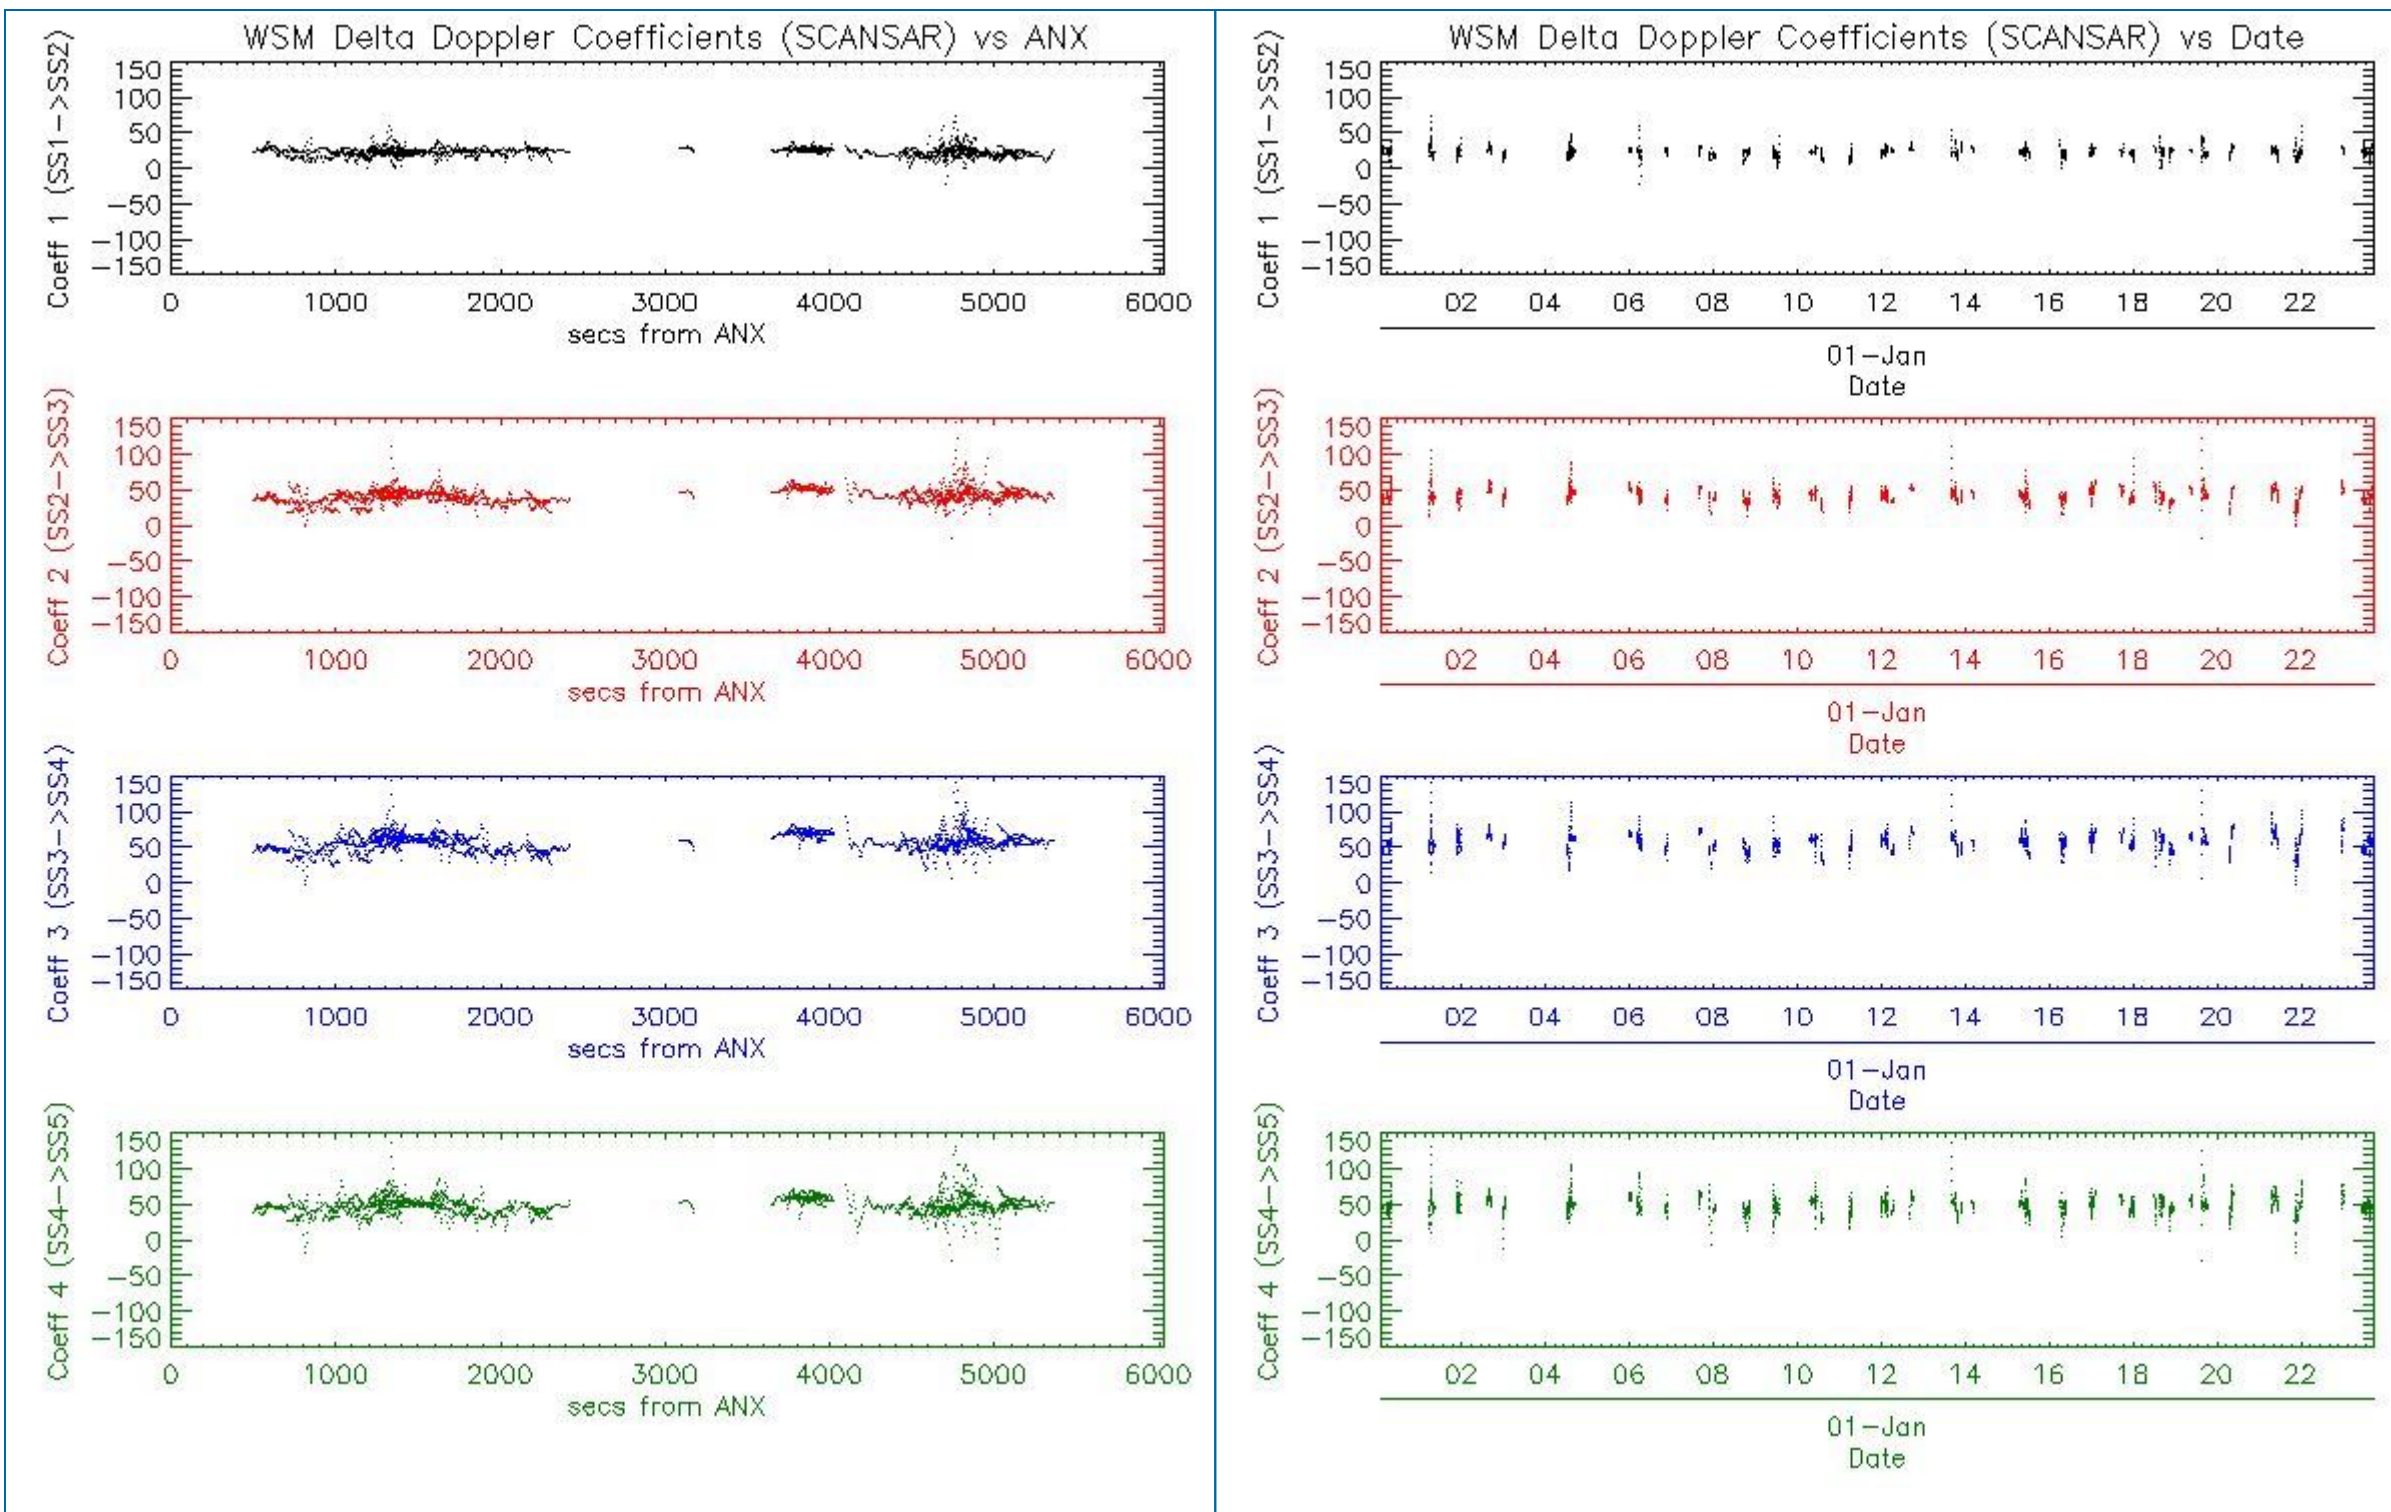 WSM Delta Doppler Coefficients (SCANSAR) vs ANX
Coeff 1 (SS1->SS2)
150
100
50
0
-50
-100
-150
0 1000 2000 3000 4000 5000 6000
secs from ANX
Coeff 2 (SS2->SS3)
150
100
50
0
-50
-100
-150
0 1000 2000 3000 4000 5000 6000
secs from ANX
Coeff 3 (SS3->SS4)
150
100
50
0
-50
-100
-150
0 1000 2000 3000 4000 5000 6000
secs from ANX
Coeff 4 (SS4->SS5)
150
100
50
0
-50
-100
-150
0 1000 2000 3000 4000 5000 6000
secs from ANX
WSM Delta Doppler Coefficients (SCANSAR) vs Date
Coeff 1 (SS1->SS2)
150
100
50
0
-50
-100
-150
02 04 06 08 10 12 14 16 18 20 22
01-Jan
Date
Coeff 2 (SS2->SS3)
150
100
50
0
-50
-100
-150
02 04 06 08 10 12 14 16 18 20 22
01-Jan
Date
Coeff 3 (SS3->SS4)
150
100
50
0
-50
-100
-150
02 04 06 08 10 12 14 16 18 20 22
01-Jan
Date
Coeff 4 (SS4->SS5)
150
100
50
0
-50
-100
-150
02 04 06 08 10 12 14 16 18 20 22
01-Jan
Date